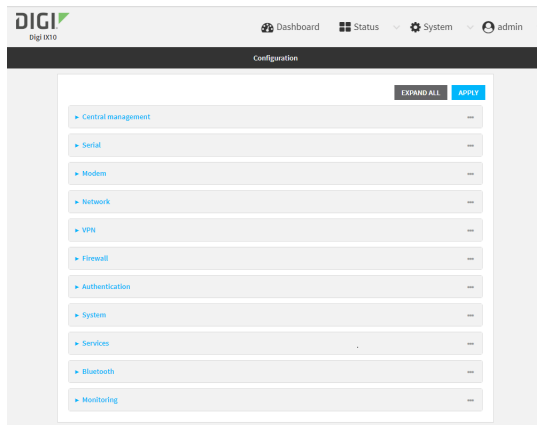 DIGI
Digi IX10
Dashboard Status System admin
Configuration
EXPAND ALL APPLY
Central management
Serial
Modem
Network
VPN
Firewall
Authentication
System
Services
Bluetooth
Monitoring